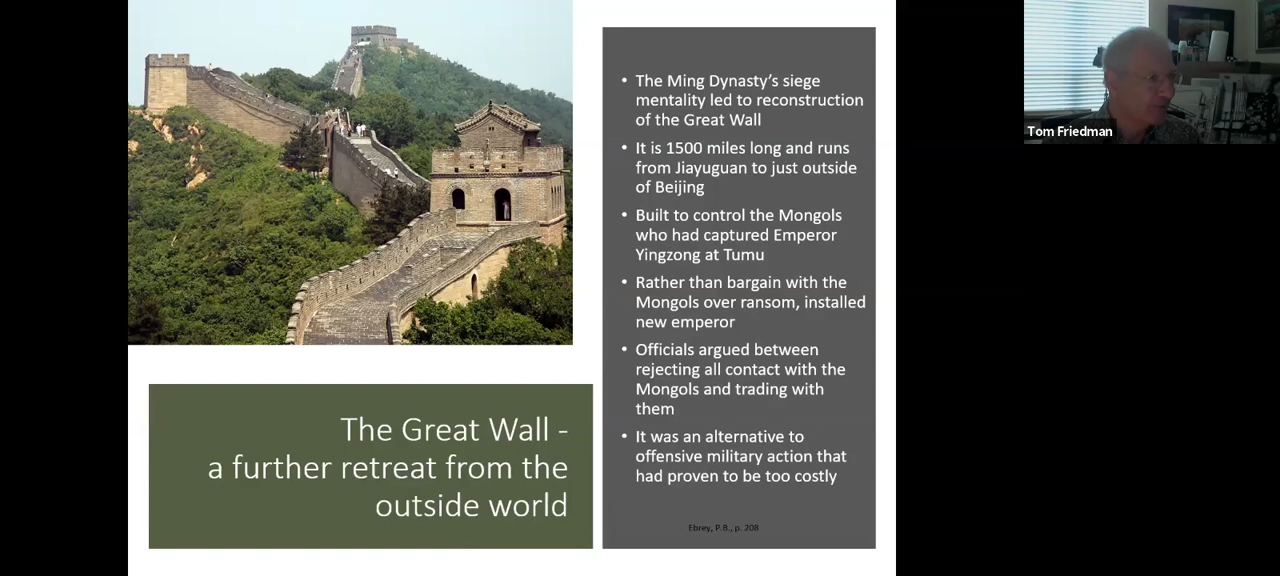 The Great Wall -
a further retreat from the
outside world
• The Ming Dynasty's siege
mentality led to reconstruction
of the Great Wall
• It is 1500 miles long and runs
from Jiayuguan to just outside
of Beijing
• Built to control the Mongols
who had captured Emperor
Yingzong at Tumu
• Rather than bargain with the
Mongols over ransom, installed
new emperor
• Officials argued between
rejecting all contact with the
Mongols and trading with
them
• It was an alternative to
offensive military action that
had proven to be too costly
Ebrey, P.B., p. 208
Tom Friedman